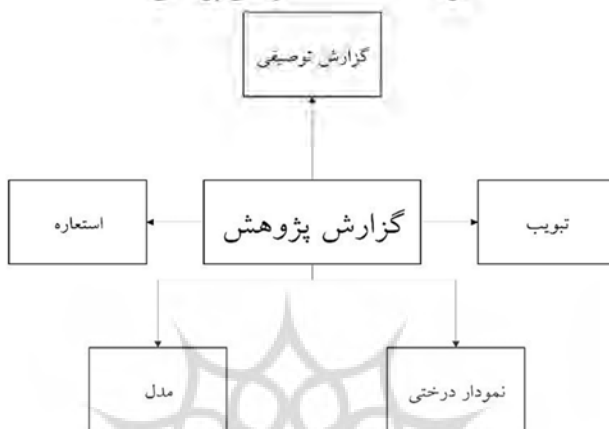 گزارش توصیفی
تبویب
گزارش پژوهش
استعاره
نمودار درختی
مدل